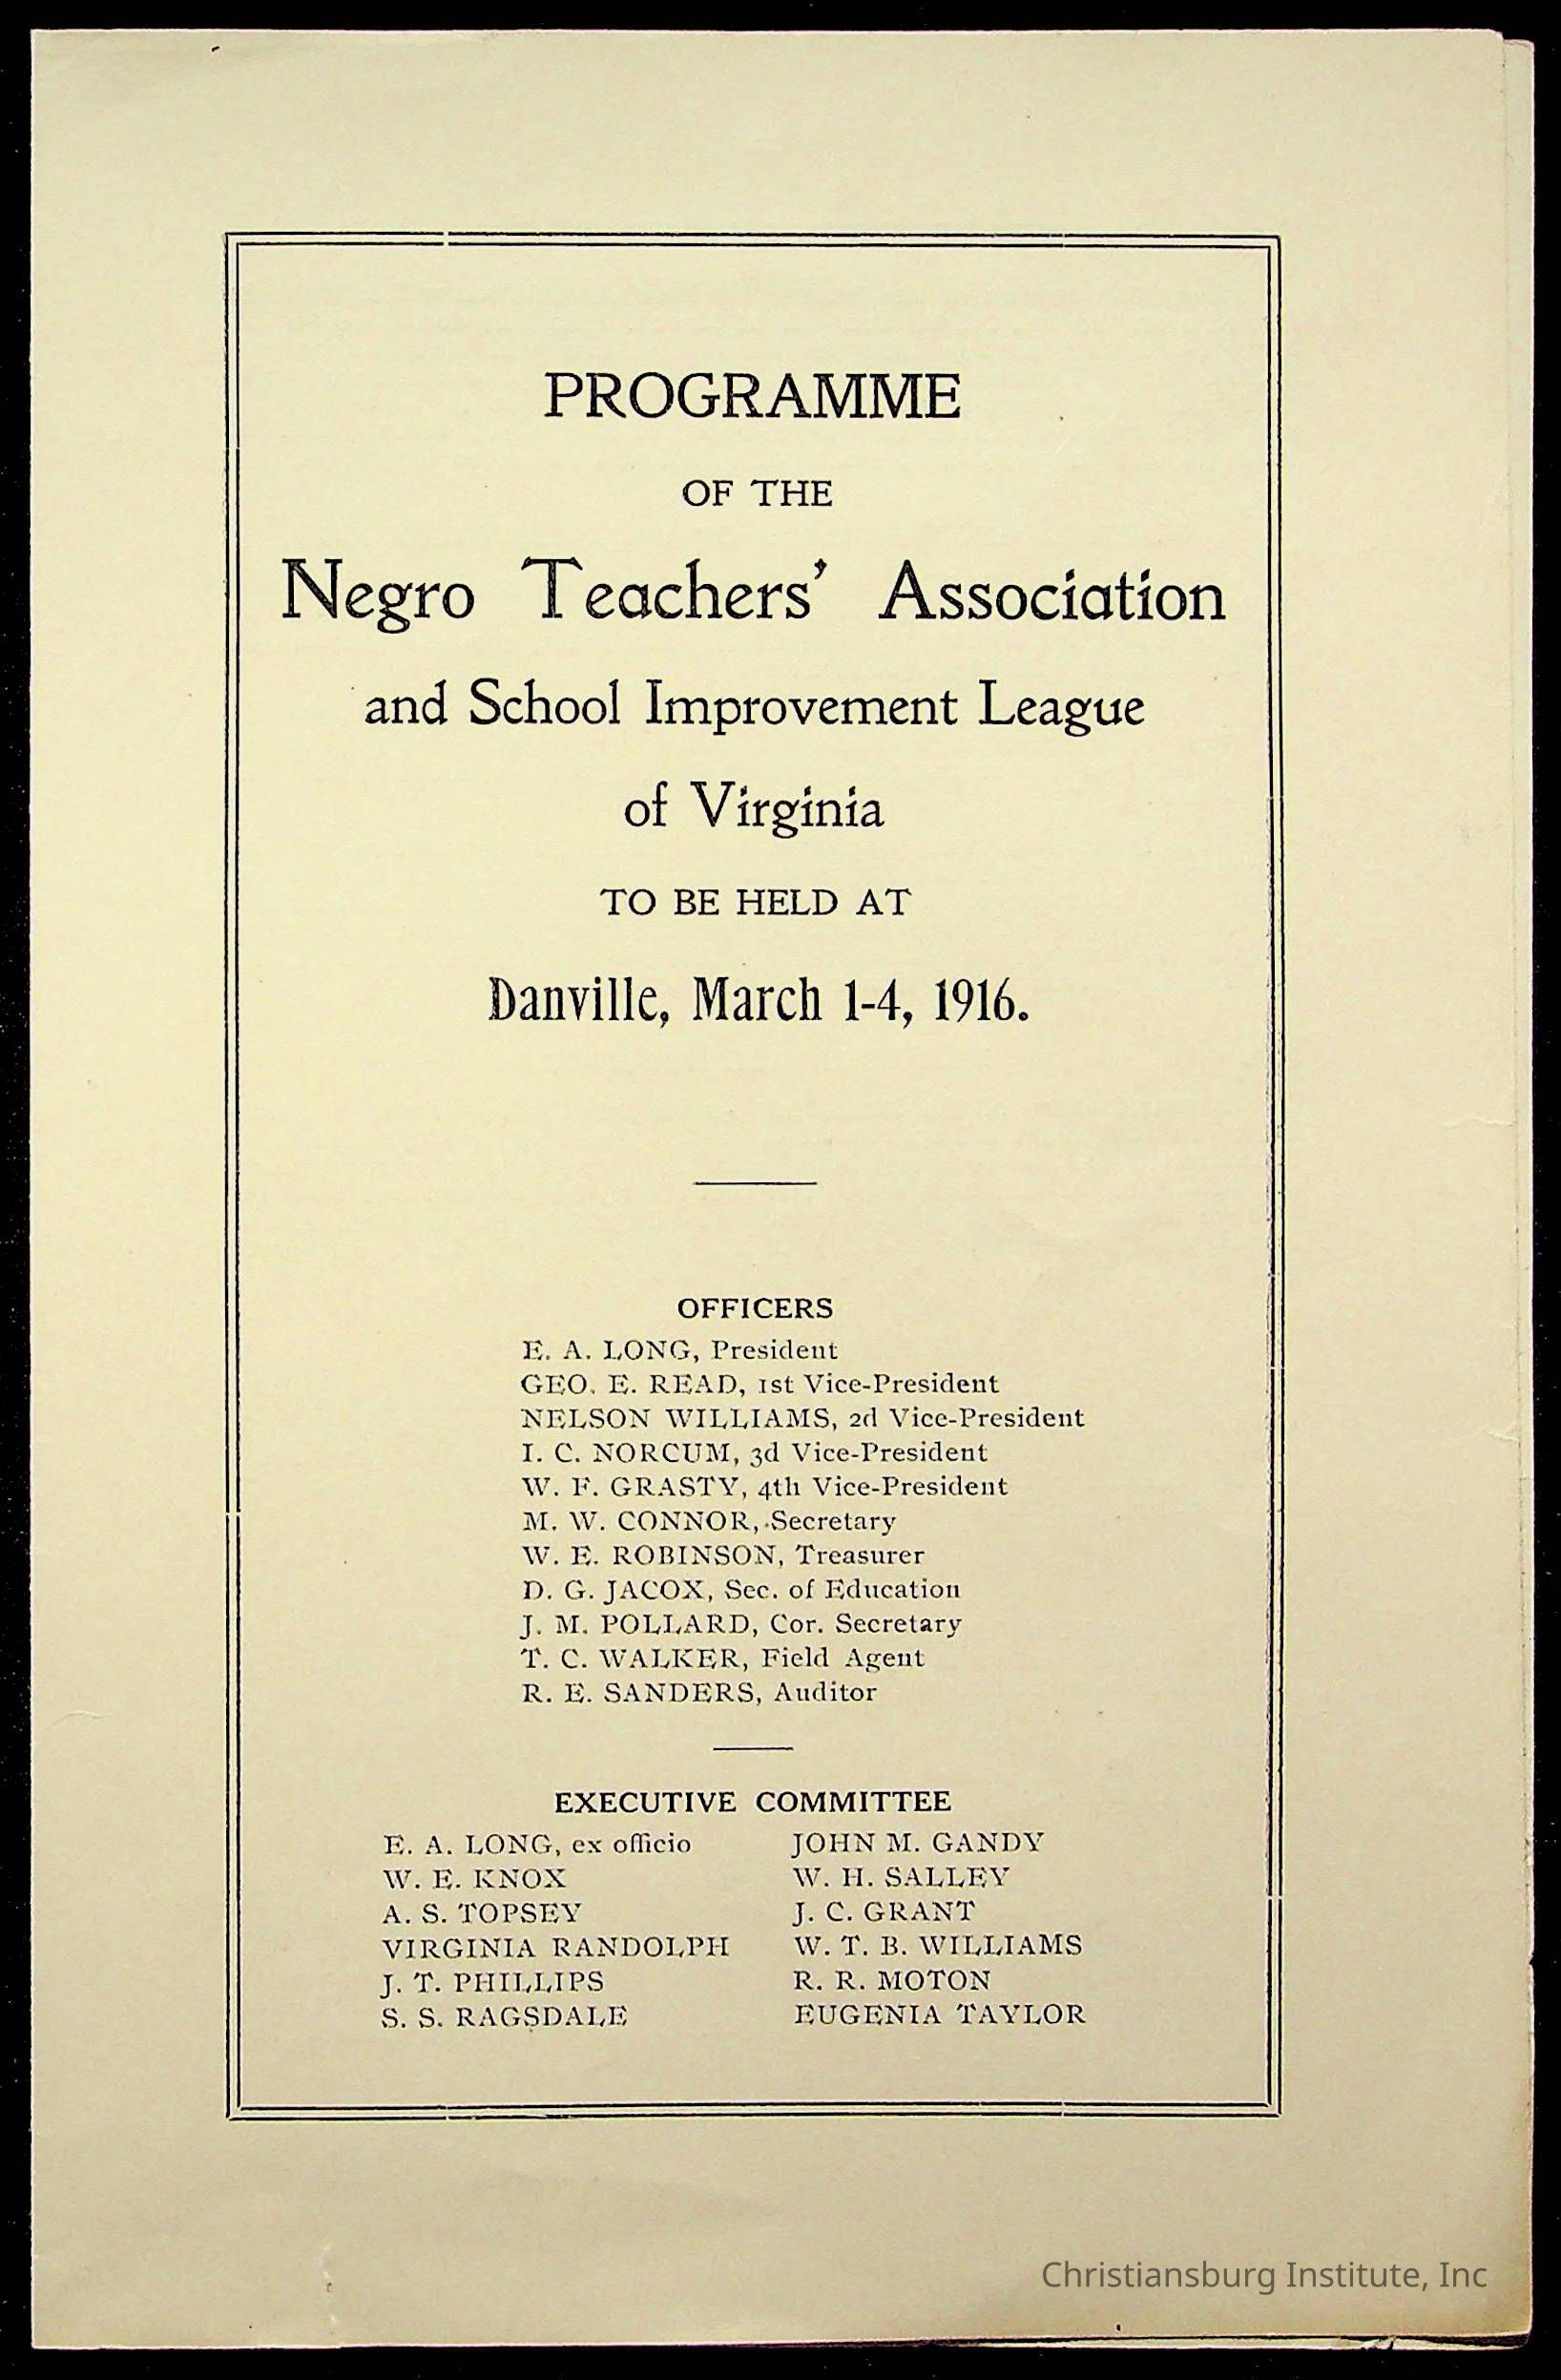 PROGRAMME
OF THE
Negro Teachers' Association
and School Improvement League
of Virginia
TO BE HELD AT
Danville, March 1-4, 1916.
OFFICERS
E. A. LONG, President
GEO. E. READ, 1st Vice-President
NELSON WILLIAMS, 2d Vice-President
I. C. NORCUM, 3d Vice-President
W. F. GRASTY, 4th Vice-President
M. W. CONNOR, Secretary
W. E. ROBINSON, Treasurer
D. G. JACOX, Sec. of Education
J. M. POLLARD, Cor. Secretary
T. C. WALKER, Field Agent
R. E. SANDERS, Auditor
EXECUTIVE COMMITTEE
E. A. LONG, ex officio
W. E. KNOX
A. S. TOPSEY
VIRGINIA RANDOLPH
J. T. PHILLIPS
S. S. RAGSDALE
JOHN M. GANDY
W. H. SALLEY
J. C. GRANT
W. T. B. WILLIAMS
R. R. MOTON
EUGENIA TAYLOR
Christiansburg Institute, Inc